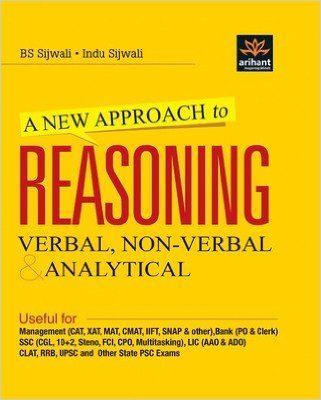 BS Sijwali • Indu Sijwali
arihant
A NEW APPROACH to
REASONING
VERBAL, NON-VERBAL
& ANALYTICAL
Useful for
Management (CAT, XAT, MAT, CMAT, IIFT, SNAP & other),Bank (PO & Clerk)
SSC (CGL, 10+2, Steno, FCI, CPO, Multitasking), LIC (AAO & ADO)
CLAT, RRB, UPSC and Other State PSC Exams